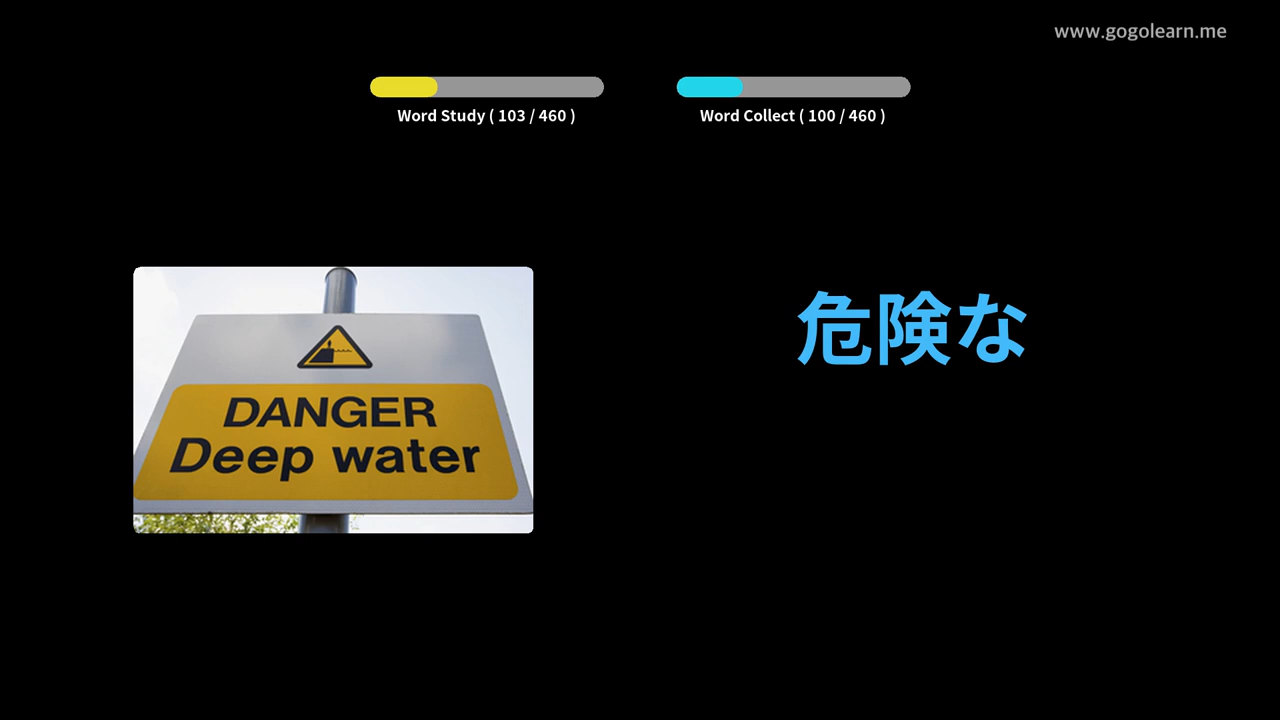 www.gogolearn.me
Word Study ( 103 / 460 )
Word Collect ( 100 / 460 )
DANGER
Deep water
危険な